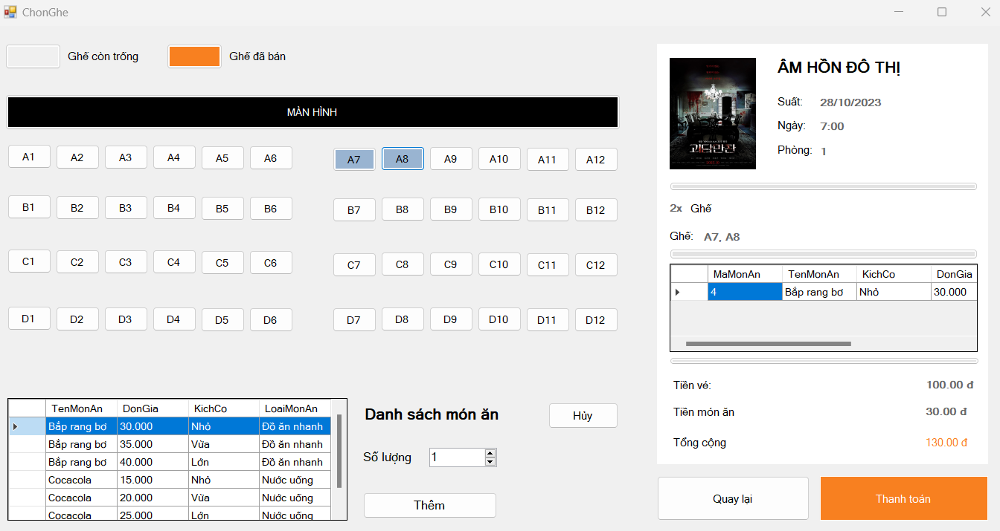 ChonGhe
Ghế còn trống
Ghế đã bán
MÀN HÌNH
A1 A2 A3 A4 A5 A6 A7 A8 A9 A10 A11 A12
B1 B2 B3 B4 B5 B6 B7 B8 B9 B10 B11 B12
C1 C2 C3 C4 C5 C6 C7 C8 C9 C10 C11 C12
D1 D2 D3 D4 D5 D6 D7 D8 D9 D10 D11 D12
TenMonAn DonGia KichCo LoaiMonAn
Bắp rang bơ 30.000 Nhỏ Đồ ăn nhanh
Bắp rang bơ 35.000 Vừa Đồ ăn nhanh
Bắp rang bơ 40.000 Lớn Đồ ăn nhanh
Cocacola 15.000 Nhỏ Nước uống
Cocacola 20.000 Vừa Nước uống
Cocacola 25.000 Lớn Nước uống
Danh sách món ăn
Hủy
Số lượng 1
Thêm
괴담만찬
ÂM HỒN ĐÔ THỊ
Suất: 28/10/2023
Ngày: 7:00
Phòng: 1
2x Ghế
Ghế: A7, A8
MaMonAn TenMonAn KichCo DonGia
4 Bắp rang bơ Nhỏ 30.000
Tiền vé: 100.00 đ
Tiền món ăn 30.00 đ
Tổng cộng 130.00 đ
Quay lại
Thanh toán